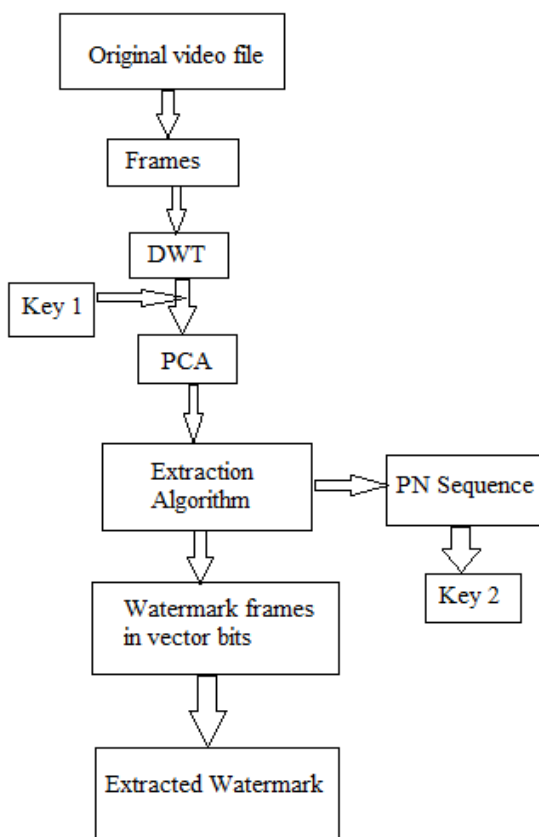 Original video file
Frames
DWT
Key 1
PCA
Extraction
Algorithm
PN Sequence
Key 2
Watermark frames
in vector bits
Extracted Watermark